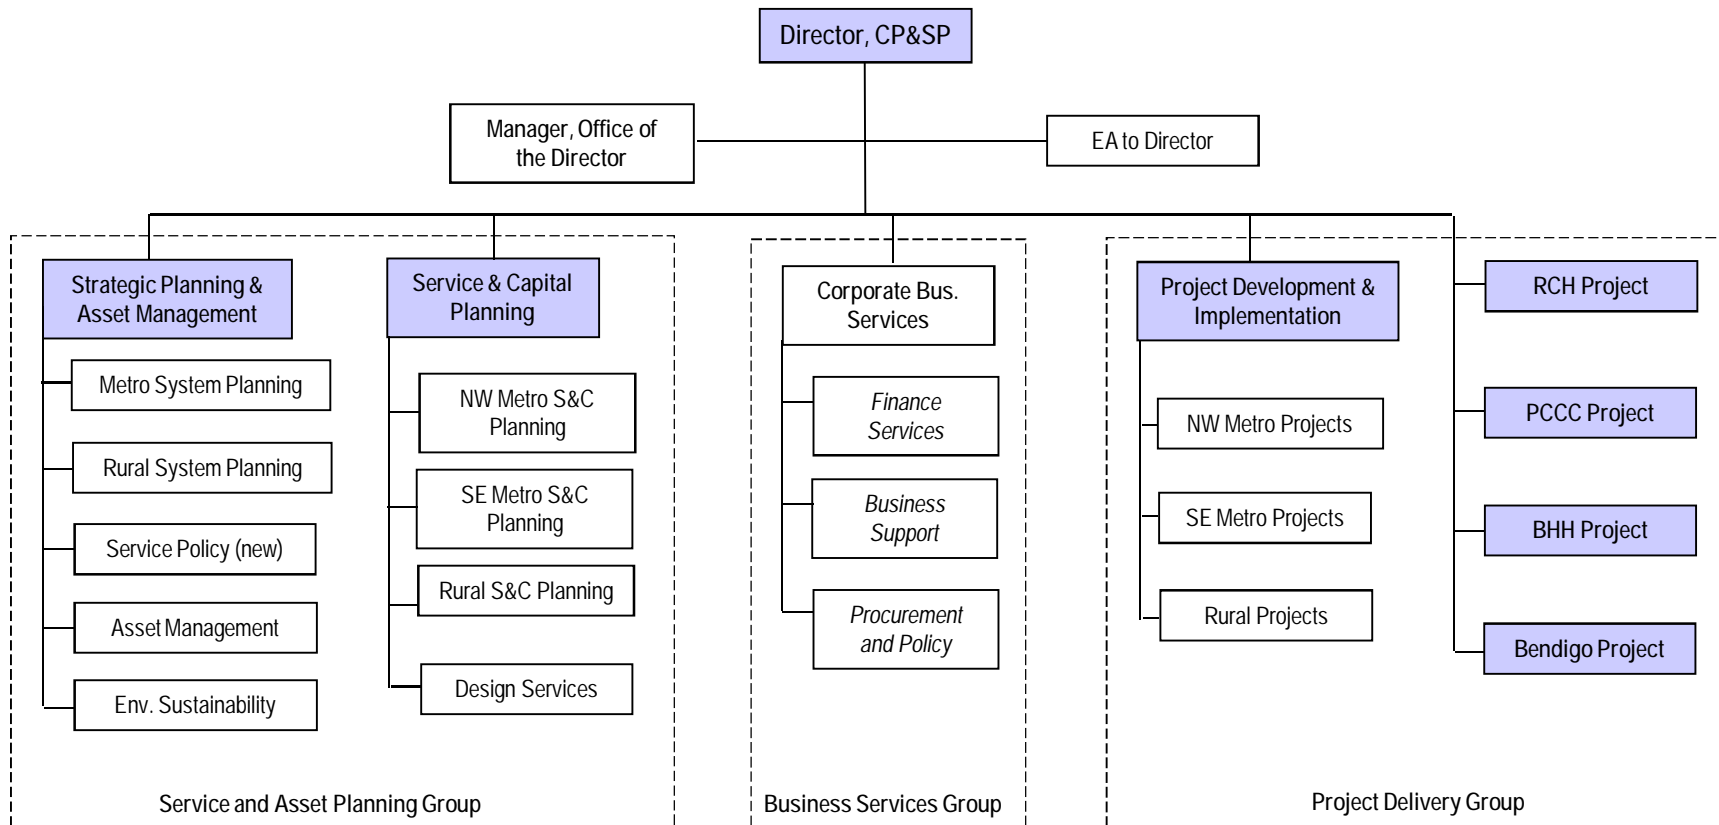 Director, CP&SP
Manager, Office of
the Director
EA to Director
Strategic Planning &
Asset Management
Metro System Planning
Rural System Planning
Service Policy (new)
Asset Management
Env. Sustainability
Service & Capital
Planning
NW Metro S&C
Planning
SE Metro S&C
Planning
Rural S&C Planning
Design Services
Service and Asset Planning Group
Corporate Bus.
Services
Finance
Services
Business
Support
Procurement
and Policy
Business Services Group
Project Development &
Implementation
NW Metro Projects
SE Metro Projects
Rural Projects
RCH Project
PCCC Project
BHH Project
Bendigo Project
Project Delivery Group